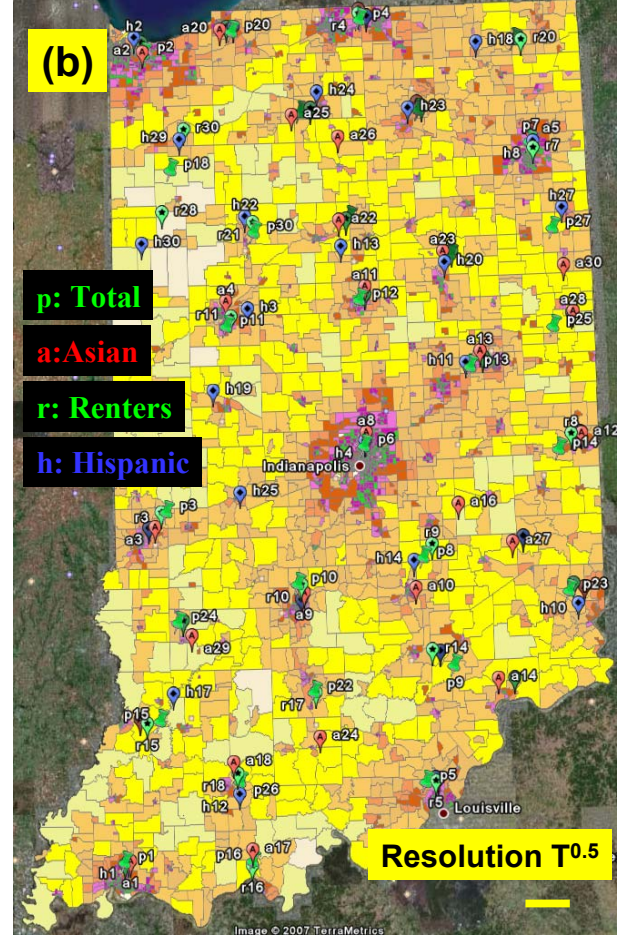 (b)
h2
a20
p20
r4
p4
a2
p2
h18
r20
h24
a25
h23
r30
a26
h29
p7
a5
h8
r7
p18
r28
h22
r21
p30
a22
h27
p27
h30
h13
a23
h20
a30
a4
a11
p12
r11
p11
h3
a28
p25
p: Total
a:Asian
r: Renters
h: Hispanic
a13
h11
p13
h19
a8
h4
p6
r8
a12
p14
Indianapolis
h25
a16
r3
p3
a3
r9
p8
a27
h14
p10
r10
a9
a10
p23
h10
p24
a29
r14
p9
a14
h17
p22
r17
p15
r15
a24
a18
r18
p26
h12
p5
r5
Louisville
p1
h1
a1
p16
a17
r16
Resolution T0.5
Image © 2007 TerraMetrics